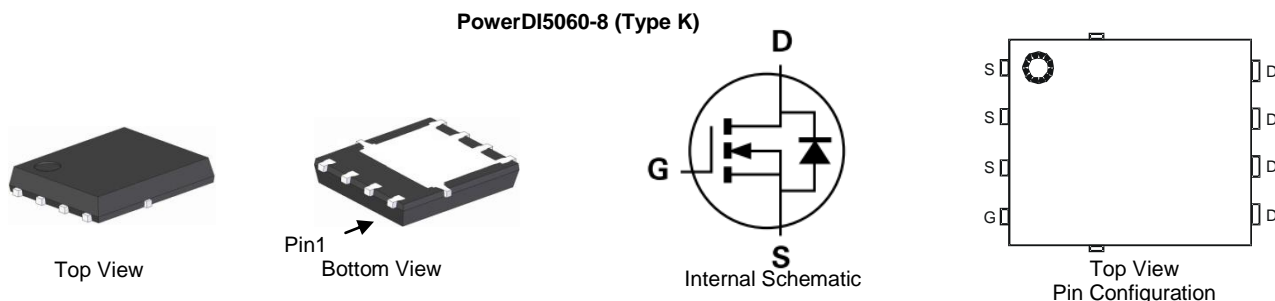 PowerDI5060-8 (Type K)
Pin1
Top View
Bottom View
D
G
S
Internal Schematic
S
D
S
D
S
D
G
D
Top View
Pin Configuration